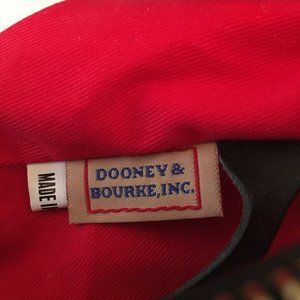 DOONEY &
BOURKE, INC.
MADE I